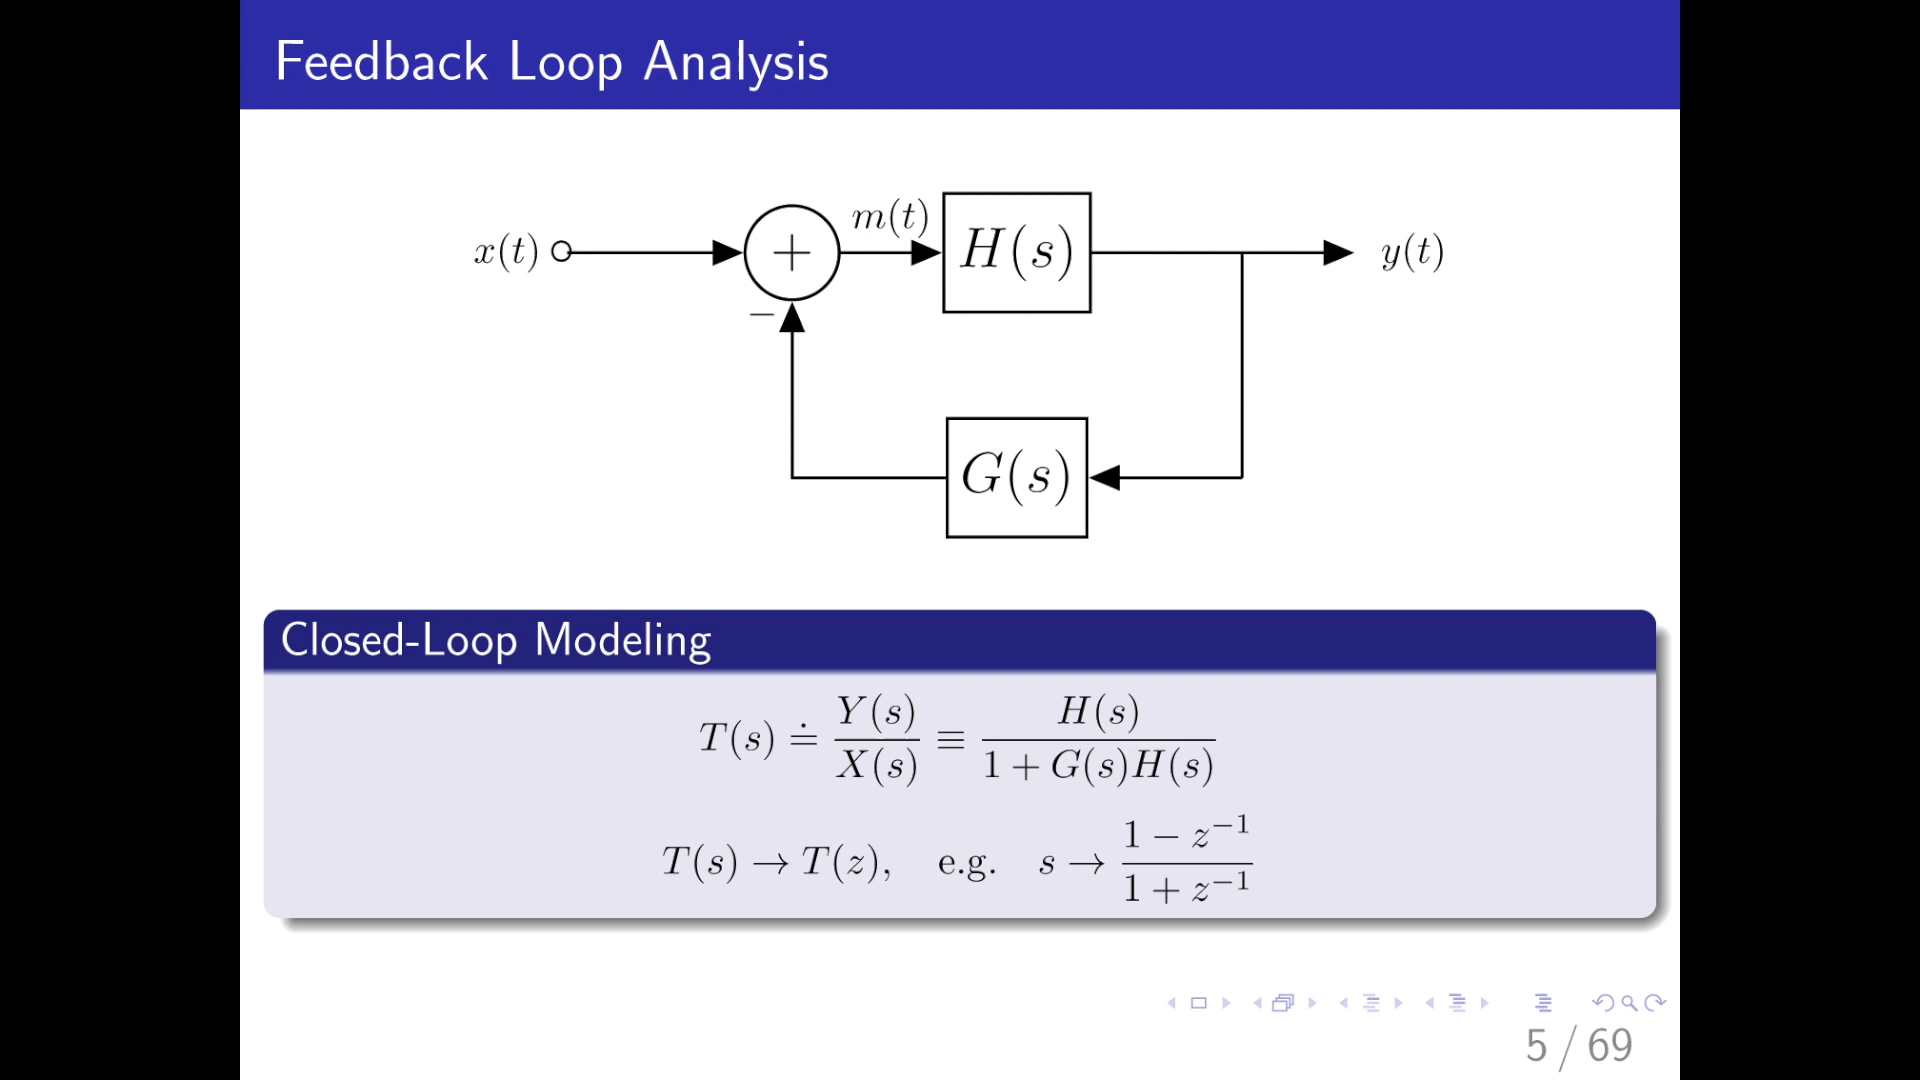 Feedback Loop Analysis
x(t) + m(t) H(s) y(t)
−
G(s)
Closed-Loop Modeling
T(s) ≐ Y(s)/X(s) ≡ H(s)/(1 + G(s)H(s))
T(s) → T(z), e.g. s → (1 − z⁻¹)/(1 + z⁻¹)
5 / 69